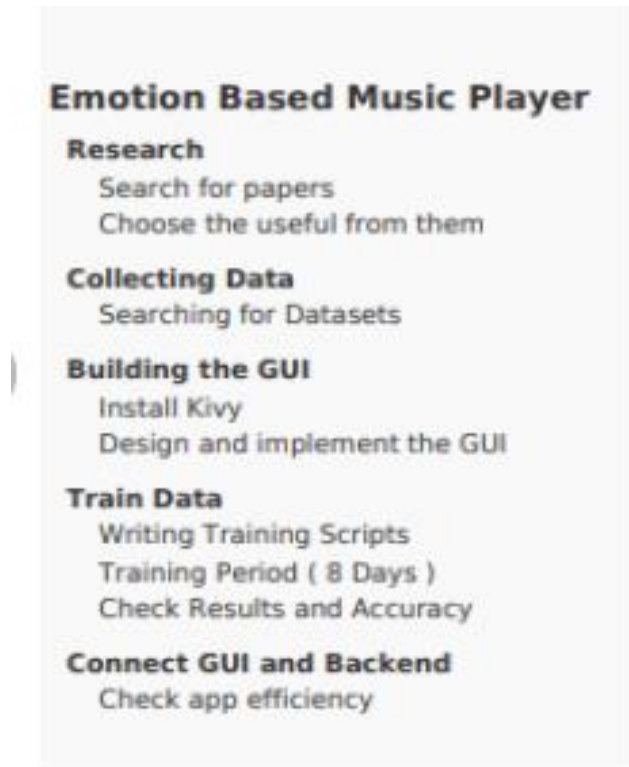 Emotion Based Music Player
Research
Search for papers
Choose the useful from them
Collecting Data
Searching for Datasets
Building the GUI
Install Kivy
Design and implement the GUI
Train Data
Writing Training Scripts
Training Period ( 8 Days )
Check Results and Accuracy
Connect GUI and Backend
Check app efficiency